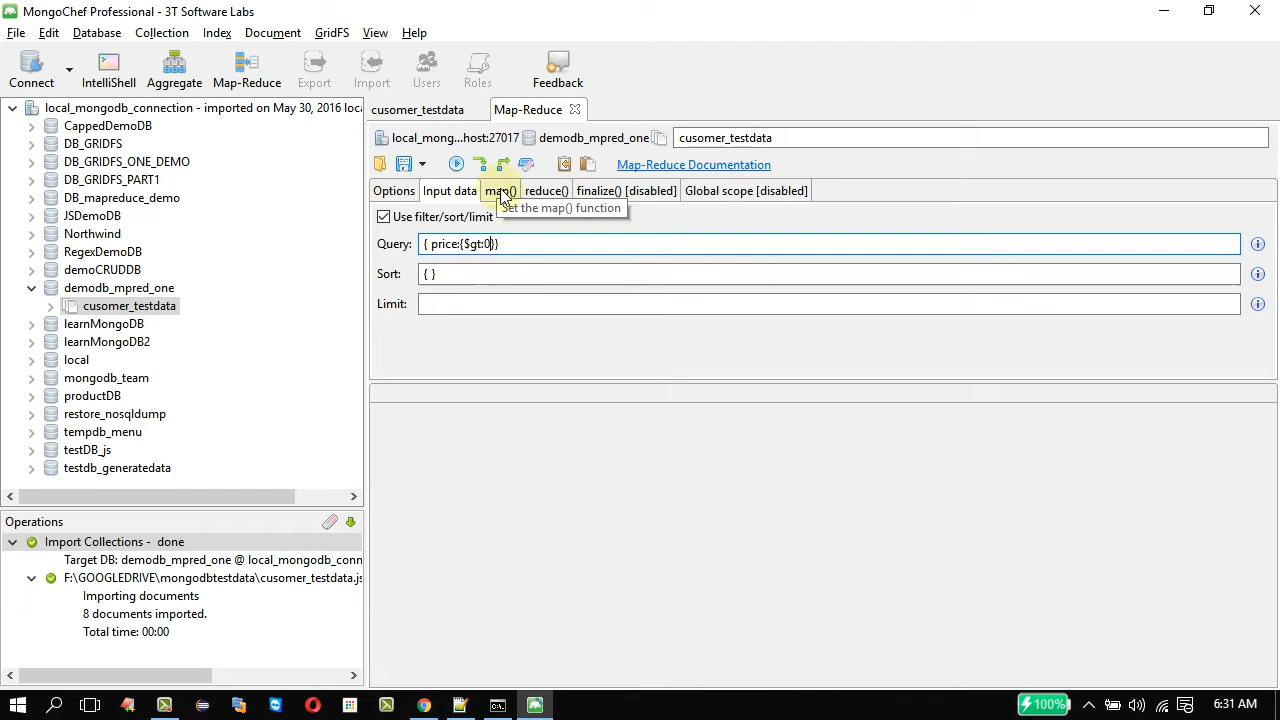 MongoChef Professional - 3T Software Labs
File Edit Database Collection Index Document GridFS View Help
Connect IntelliShell Aggregate Map-Reduce Export Import Users Roles Feedback
local_mongodb_connection - imported on May 30, 2016 loc
CappedDemoDB
DB_GRIDFS
DB_GRIDFS_ONE_DEMO
DB_GRIDFS_PART1
DB_mapreduce_demo
JSDemoDB
Northwind
RegexDemoDB
demoCRUDDB
demodb_mpred_one
cusomer_testdata
learnMongoDB
learnMongoDB2
local
mongodb_team
productDB
restore_nosqldump
tempdb_menu
testDB_js
testdb_generatedata
Operations
Import Collections - done
Target DB: demodb_mpred_one @ local_mongodb_conn
F:\GOOGLEDRIVE\mongodbtestdata\cusomer_testdata.js
Importing documents
8 documents imported.
Total time: 00:00
cusomer_testdata Map-Reduce
local_mong...host:27017 demodb_mpred_one cusomer_testdata
Map-Reduce Documentation
Options Input data map() reduce() finalize() [disabled] Global scope [disabled]
Set the map() function
Use filter/sort/limit
Query: { price:{$gt:0}}
Sort: { }
Limit:
100% 6:31 AM